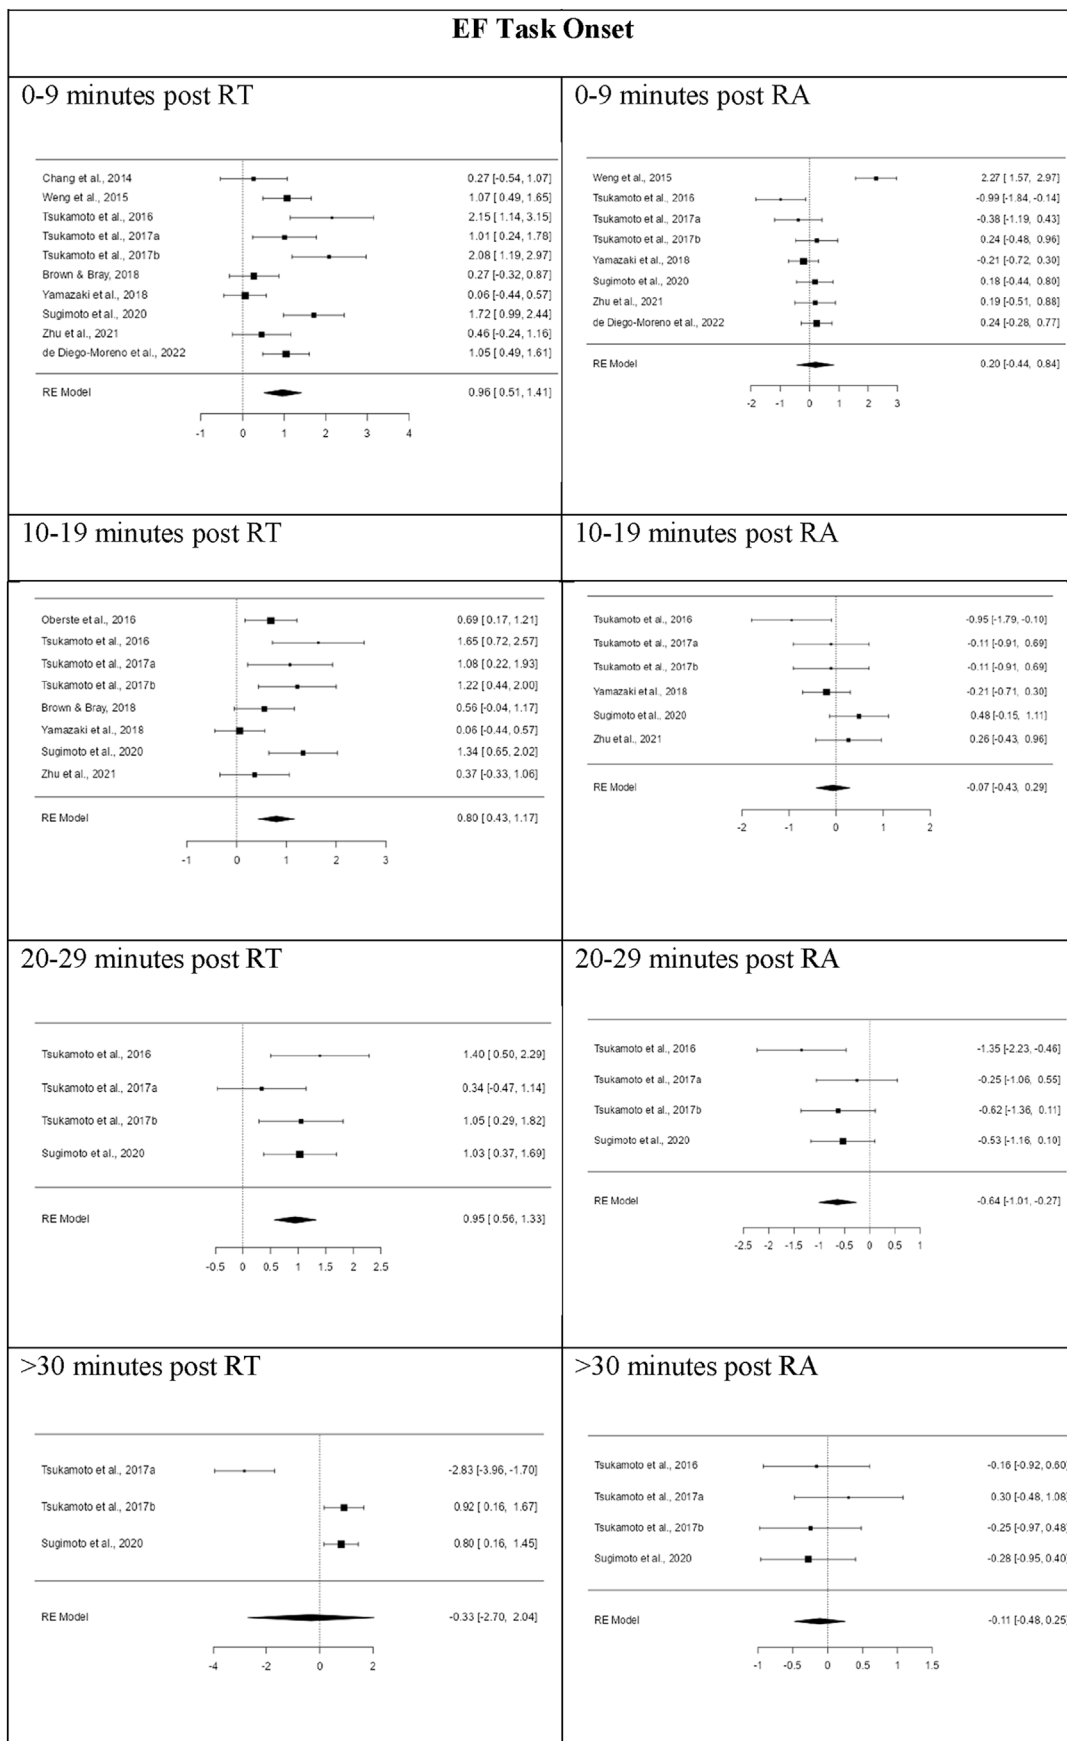 EF Task Onset
0-9 minutes post RT
Chang et al., 2014 0.27 [-0.54, 1.07]
Weng et al., 2015 1.07 [ 0.49, 1.65]
Tsukamoto et al., 2016 2.15 [ 1.14, 3.15]
Tsukamoto et al., 2017a 1.01 [ 0.24, 1.78]
Tsukamoto et al., 2017b 2.08 [ 1.19, 2.97]
Brown & Bray, 2018 0.27 [-0.32, 0.87]
Yamazaki et al., 2018 0.06 [-0.44, 0.57]
Sugimoto et al., 2020 1.72 [ 0.99, 2.44]
Zhu et al., 2021 0.46 [-0.24, 1.16]
de Diego-Moreno et al., 2022 1.05 [ 0.49, 1.61]
RE Model 0.96 [ 0.51, 1.41]
-1 0 1 2 3 4
0-9 minutes post RA
Weng et al., 2015 2.27 [ 1.57, 2.97]
Tsukamoto et al., 2016 -0.99 [-1.84, -0.14]
Tsukamoto et al., 2017a -0.38 [-1.19, 0.43]
Tsukamoto et al., 2017b 0.24 [-0.48, 0.96]
Yamazaki et al., 2018 -0.21 [-0.72, 0.30]
Sugimoto et al., 2020 0.18 [-0.44, 0.80]
Zhu et al., 2021 0.19 [-0.51, 0.88]
de Diego-Moreno et al., 2022 0.24 [-0.28, 0.77]
RE Model 0.20 [-0.44, 0.84]
-2 -1 0 1 2 3
10-19 minutes post RT
Oberste et al., 2016 0.69 [ 0.17, 1.21]
Tsukamoto et al., 2016 1.65 [ 0.72, 2.57]
Tsukamoto et al., 2017a 1.08 [ 0.22, 1.93]
Tsukamoto et al., 2017b 1.22 [ 0.44, 2.00]
Brown & Bray, 2018 0.56 [-0.04, 1.17]
Yamazaki et al., 2018 0.06 [-0.44, 0.57]
Sugimoto et al., 2020 1.34 [ 0.65, 2.02]
Zhu et al., 2021 0.37 [-0.33, 1.06]
RE Model 0.80 [ 0.43, 1.17]
-1 0 1 2 3
10-19 minutes post RA
Tsukamoto et al., 2016 -0.95 [-1.79, -0.10]
Tsukamoto et al., 2017a -0.11 [-0.91, 0.69]
Tsukamoto et al., 2017b -0.11 [-0.91, 0.69]
Yamazaki et al., 2018 -0.21 [-0.71, 0.30]
Sugimoto et al., 2020 0.48 [-0.15, 1.11]
Zhu et al., 2021 0.26 [-0.43, 0.96]
RE Model -0.07 [-0.43, 0.29]
-2 -1 0 1 2
20-29 minutes post RT
Tsukamoto et al., 2016 1.40 [ 0.50, 2.29]
Tsukamoto et al., 2017a 0.34 [-0.47, 1.14]
Tsukamoto et al., 2017b 1.05 [ 0.29, 1.82]
Sugimoto et al., 2020 1.03 [ 0.37, 1.69]
RE Model 0.95 [ 0.56, 1.33]
-0.5 0 0.5 1 1.5 2 2.5
20-29 minutes post RA
Tsukamoto et al., 2016 -1.35 [-2.23, -0.46]
Tsukamoto et al., 2017a -0.25 [-1.06, 0.55]
Tsukamoto et al., 2017b -0.62 [-1.36, 0.11]
Sugimoto et al., 2020 -0.53 [-1.16, 0.10]
RE Model -0.64 [-1.01, -0.27]
-2.5 -2 -1.5 -1 -0.5 0 0.5 1
>30 minutes post RT
Tsukamoto et al., 2017a -2.83 [-3.96, -1.70]
Tsukamoto et al., 2017b 0.92 [ 0.16, 1.67]
Sugimoto et al., 2020 0.80 [ 0.16, 1.45]
RE Model -0.33 [-2.70, 2.04]
-4 -2 0 2
>30 minutes post RA
Tsukamoto et al., 2016 -0.16 [-0.92, 0.60]
Tsukamoto et al., 2017a 0.30 [-0.48, 1.08]
Tsukamoto et al., 2017b -0.25 [-0.97, 0.48]
Sugimoto et al., 2020 -0.28 [-0.95, 0.40]
RE Model -0.11 [-0.48, 0.25]
-1 -0.5 0 0.5 1 1.5